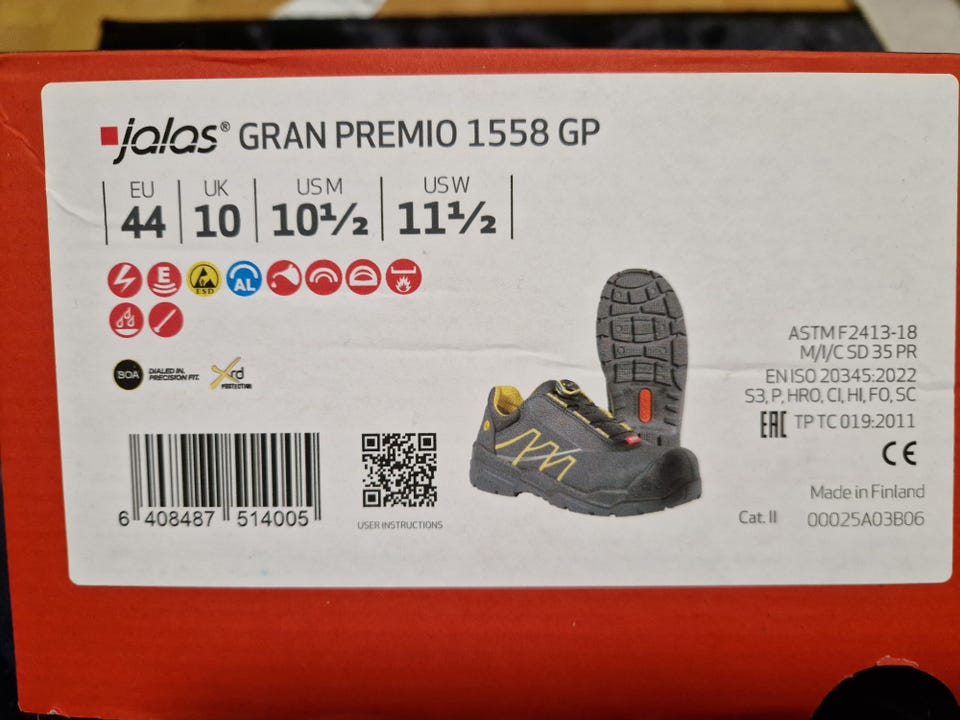 jalas® GRAN PREMIO 1558 GP
EU UK US M US W
44 10 10½ 11½
E ESD AL
BOA DIALED IN.
PRECISION FIT.
Xrd
PROTECTION
ASTM F2413-18
M/I/C SD 35 PR
EN ISO 20345:2022
S3, P, HRO, CI, HI, FO, SC
EAC TP TC 019:2011
CE
Made in Finland
Cat. II 00025A03B06
6 408487 514005
USER INSTRUCTIONS